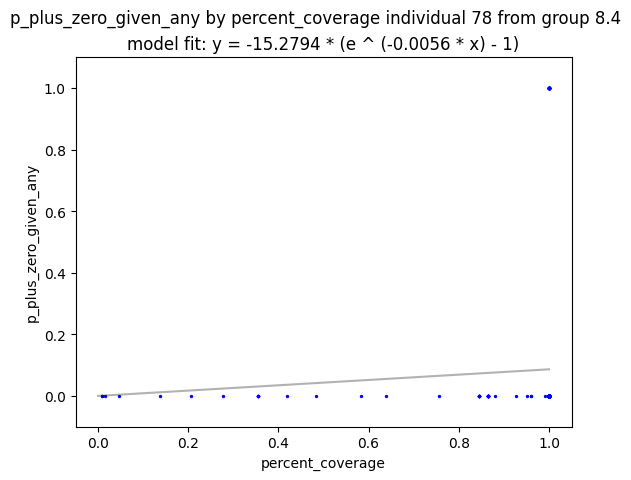 p_plus_zero_given_any by percent_coverage individual 78 from group 8.4
model fit: y = -15.2794 * (e ^ (-0.0056 * x) - 1)
1.0
0.8
0.6
0.4
0.2
0.0
p_plus_zero_given_any
0.0 0.2 0.4 0.6 0.8 1.0
percent_coverage